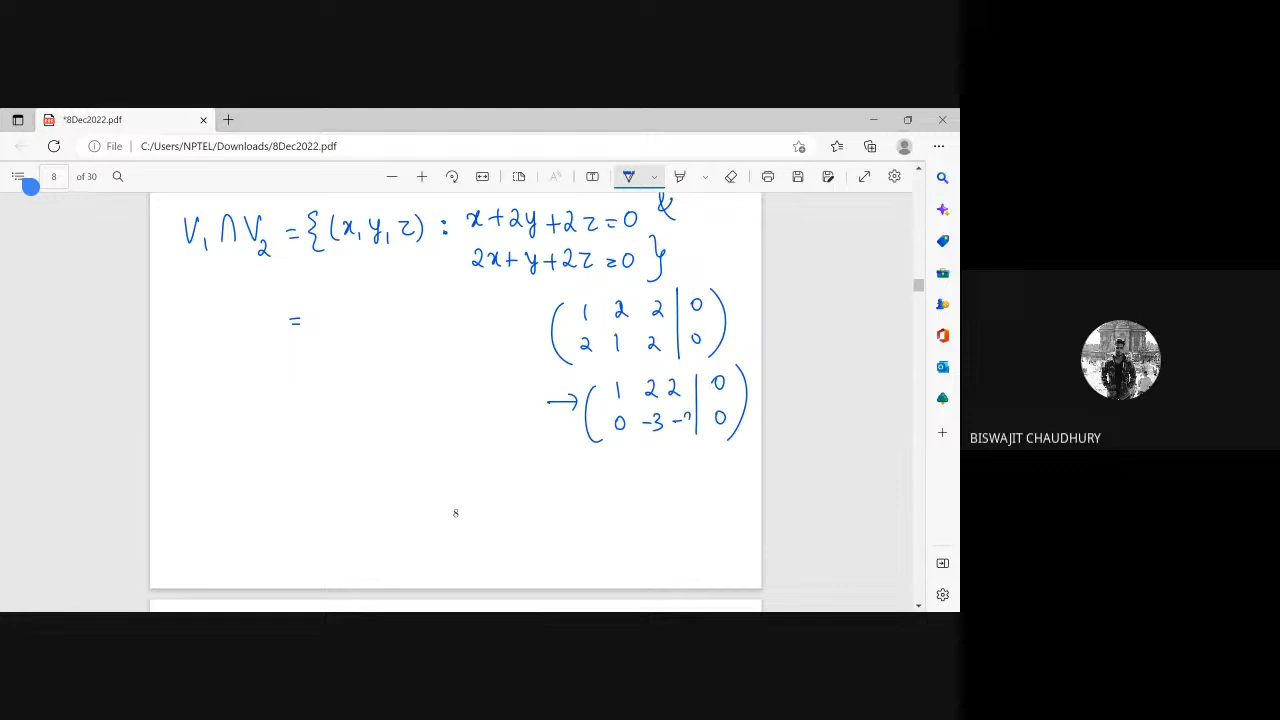 *8Dec2022.pdf
File C:/Users/NPTEL/Downloads/8Dec2022.pdf
8 of 30
V₁ ∩ V₂ = {(x, y, z) : x+2y+2z=0 &
2x+y+2z=0 }
=
( 1 2 2 | 0 )
( 2 1 2 | 0 )
→ ( 1 2 2 | 0 )
( 0 -3 -2 | 0 )
8
BISWAJIT CHAUDHURY